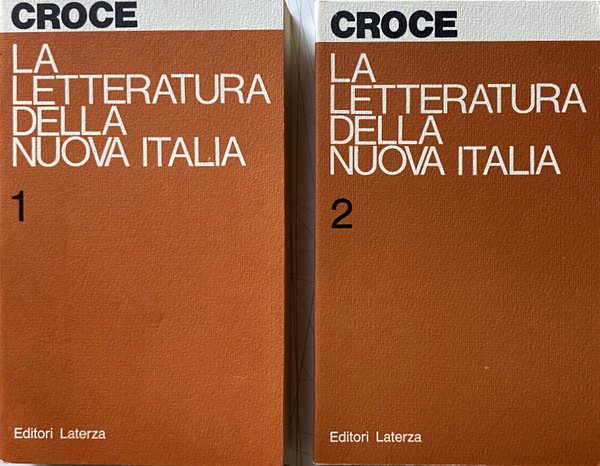 CROCE
LA
LETTERATURA
DELLA
NUOVA ITALIA
1
Editori Laterza
CROCE
LA
LETTERATURA
DELLA
NUOVA ITALIA
2
Editori Laterza